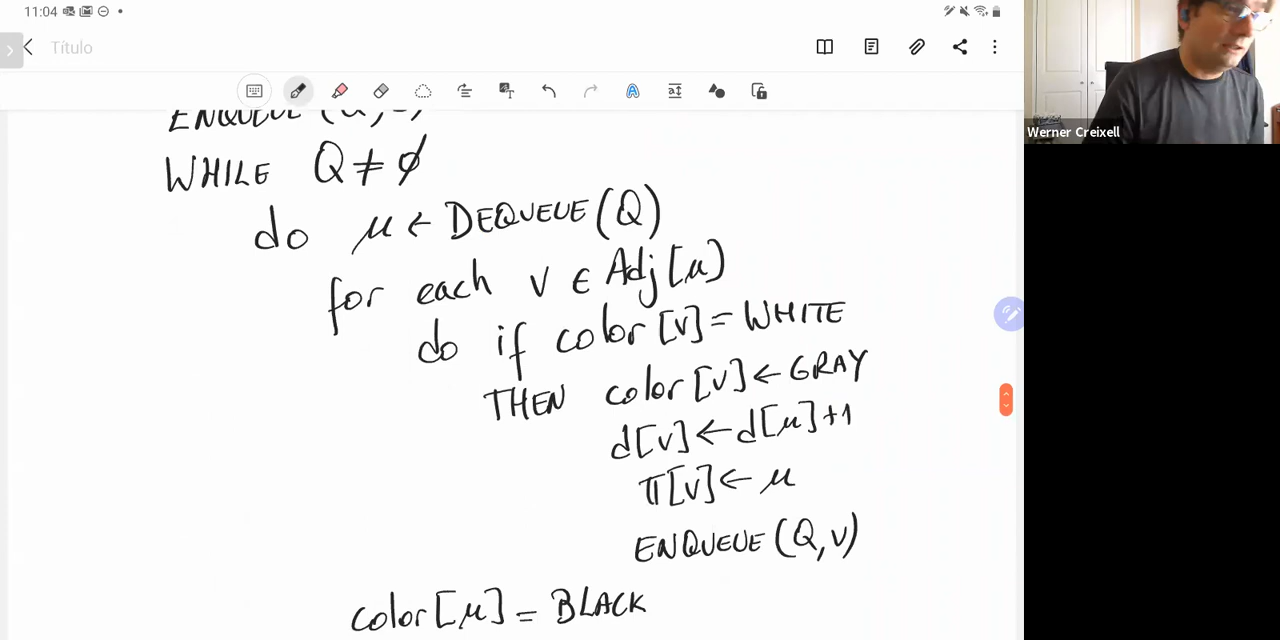 11:04
Título
ENQUEUE (Q,
WHILE Q ≠ ∅
do μ ← DEQUEUE(Q)
for each v ∈ Adj[μ]
do if color [v] = WHITE
THEN color [v] ← GRAY
d[v] ← d[μ]+1
π[v] ← μ
ENQUEUE (Q,v)
color[μ] = BLACK
Werner Creixell